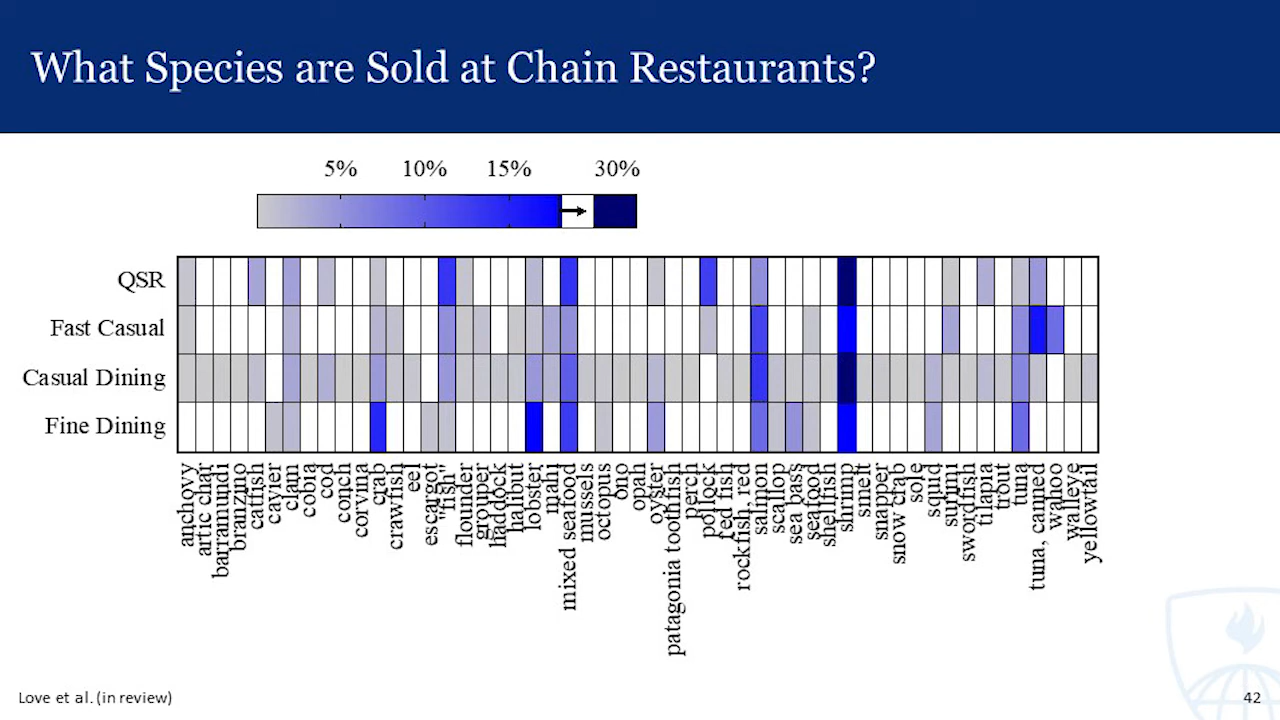 What Species are Sold at Chain Restaurants?
5% 10% 15% 30%
QSR
Fast Casual
Casual Dining
Fine Dining
anchovy
artic char
barramundi
branzino
catfish
cavier
clam
cobia
cod
conch
corvina
crab
crawfish
eel
escargot
"fish"
flounder
grouper
haddock
halibut
lobster
mahi
mixed seafood
mussels
octopus
ono
opah
oyster
patagonia toothfish
perch
pollock
red fish
rockfish, red
salmon
scallop
sea bass
seafood
shellfish
shrimp
smelt
snapper
snow crab
sole
squid
surimi
swordfish
tilapia
trout
tuna
tuna, canned
wahoo
walleye
yellowtail
Love et al. (in review)
42